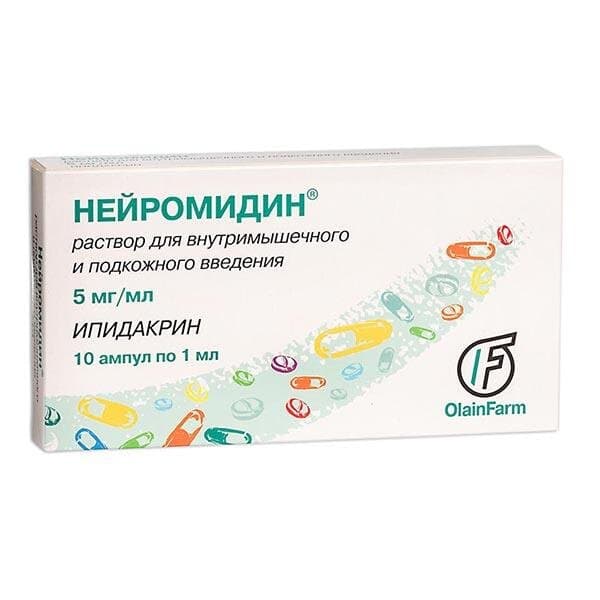 НЕЙРОМИДИН®
раствор для внутримышечного
и подкожного введения
5 мг/мл
ИПИДАКРИН
10 ампул по 1 мл
OlainFarm